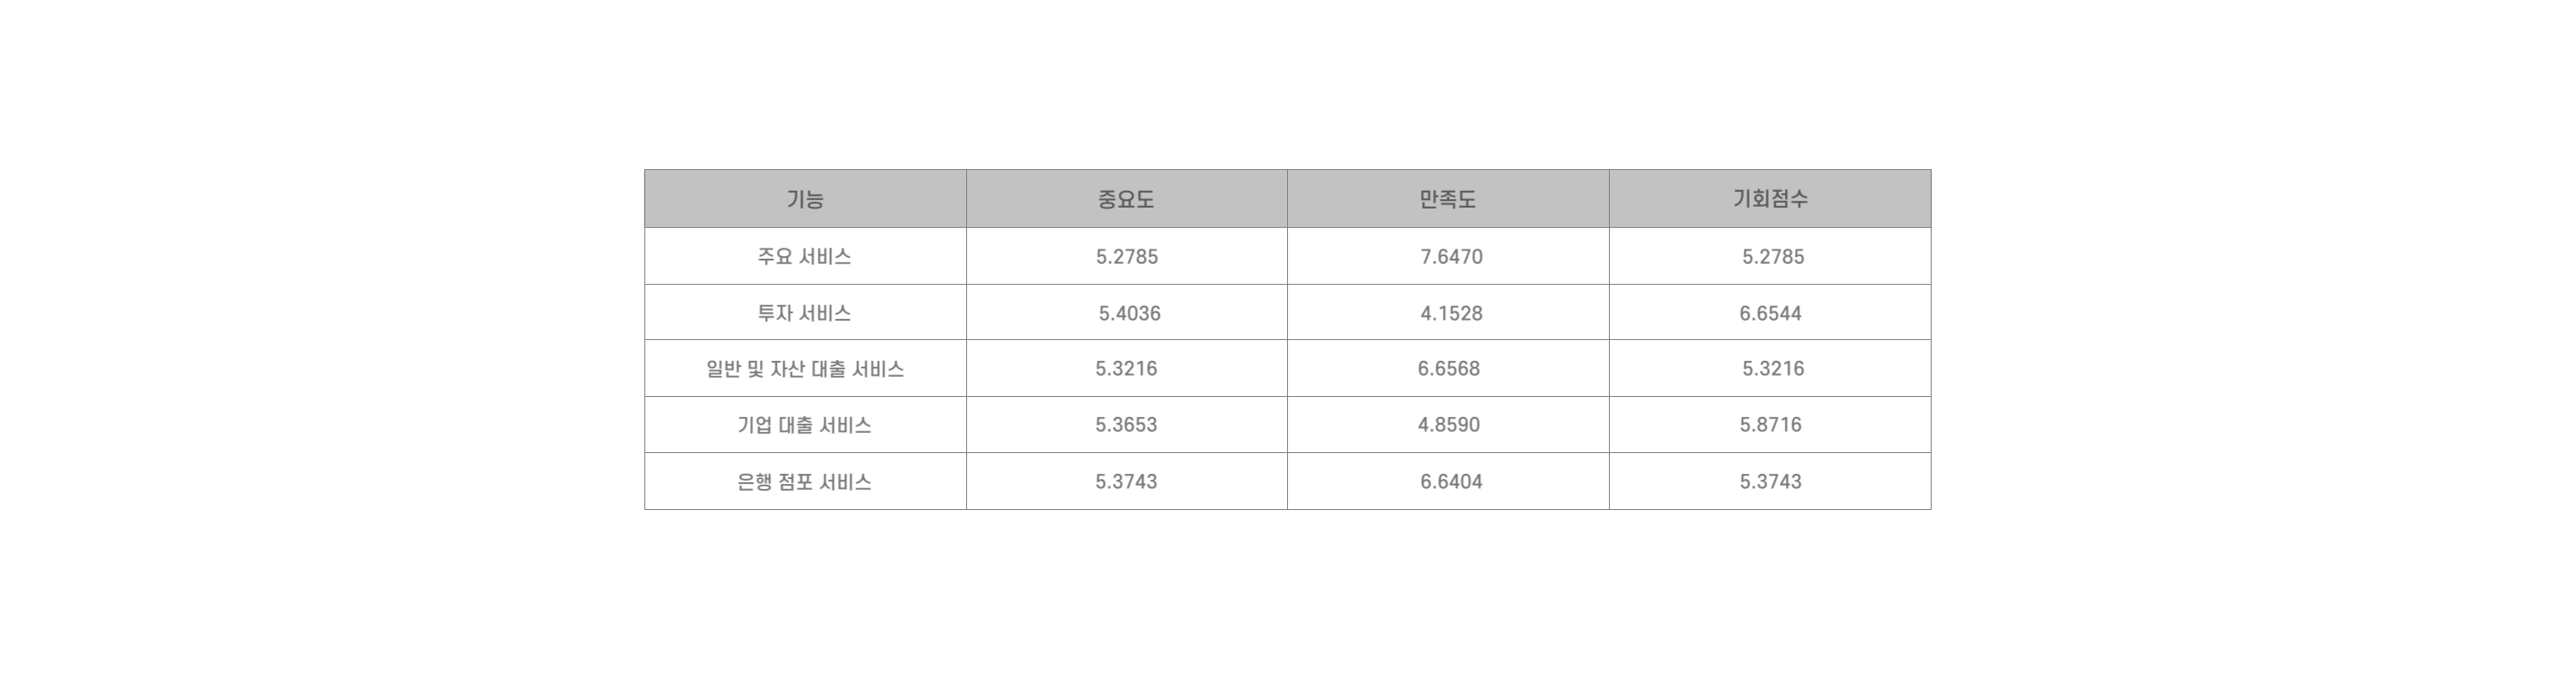 기능 중요도 만족도 기회점수
주요 서비스 5.2785 7.6470 5.2785
투자 서비스 5.4036 4.1528 6.6544
일반 및 자산 대출 서비스 5.3216 6.6568 5.3216
기업 대출 서비스 5.3653 4.8590 5.8716
은행 점포 서비스 5.3743 6.6404 5.3743